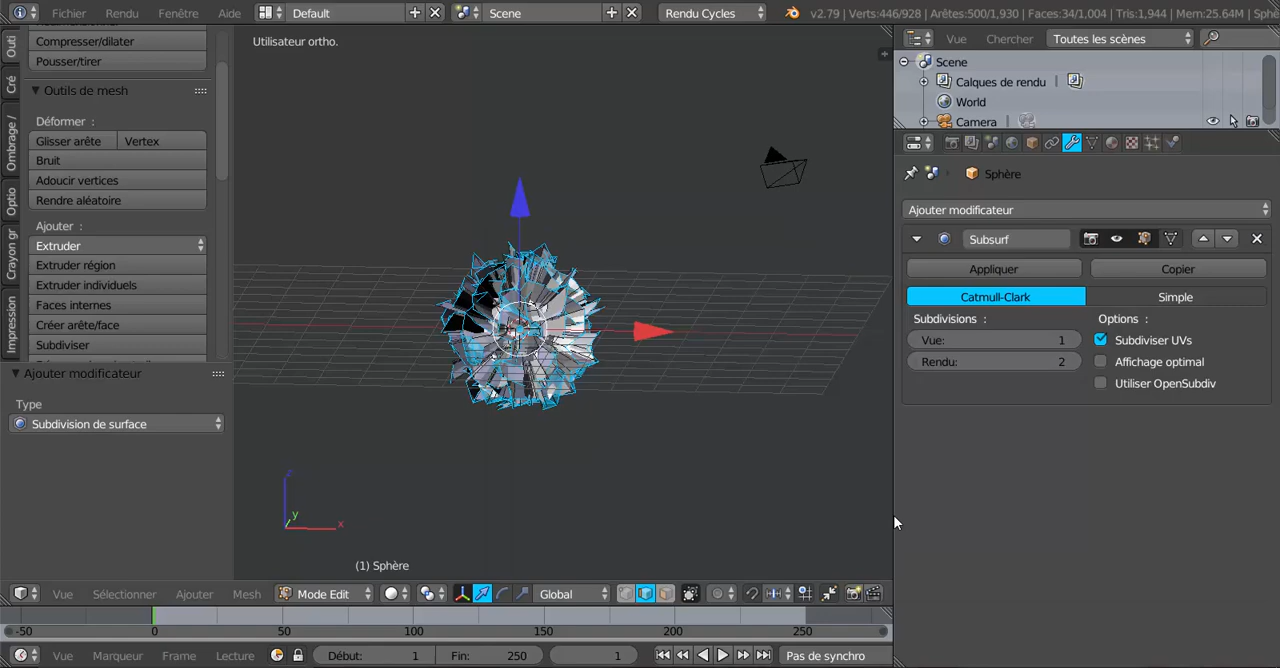 Fichier Rendu Fenêtre Aide Default Scene Rendu Cycles v2.79 | Verts:446/928 | Arêtes:500/1,930 | Faces:34/1,004 | Tris:1,944 | Mem:25.64M | Sphè
Outi
Cré
Ombrage /
Optio
Crayon gr
Impression
Compresser/dilater
Pousser/tirer
Outils de mesh
Déformer :
Glisser arête Vertex
Bruit
Adoucir vertices
Rendre aléatoire
Ajouter :
Extruder
Extruder région
Extruder individuels
Faces internes
Créer arête/face
Subdiviser
Ajouter modificateur
Type
Subdivision de surface
Utilisateur ortho.
z
y
x
(1) Sphère
Vue Chercher Toutes les scènes
Scene
Calques de rendu |
World
Camera
Sphère
Ajouter modificateur
Subsurf
Appliquer Copier
Catmull-Clark Simple
Subdivisions : Options :
Vue: 1 Subdiviser UVs
Rendu: 2 Affichage optimal
Utiliser OpenSubdiv
Vue Sélectionner Ajouter Mesh Mode Edit Global
-50 0 50 100 150 200 250
Vue Marqueur Frame Lecture Début: 1 Fin: 250 1 Pas de synchro